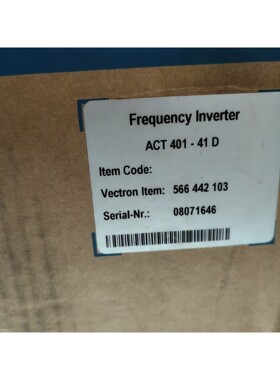 Frequency Inverter
ACT 401 - 41 D
Item Code:
Vectron Item: 566 442 103
Serial-Nr.: 08071646